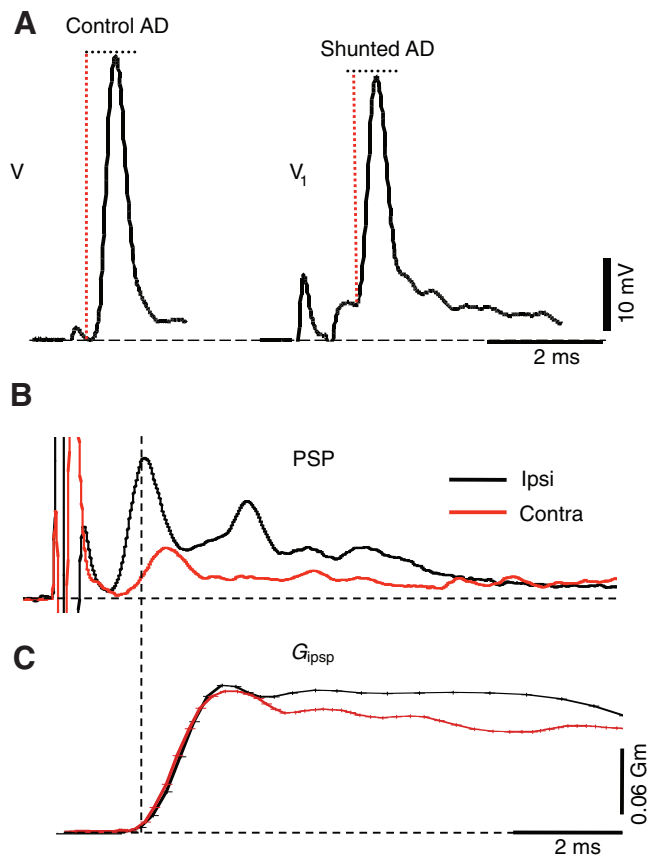 A
Control AD
Shunted AD
V
V1
10 mV
2 ms
B
PSP
Ipsi
Contra
C
Gipsp
0.06 Gm
2 ms